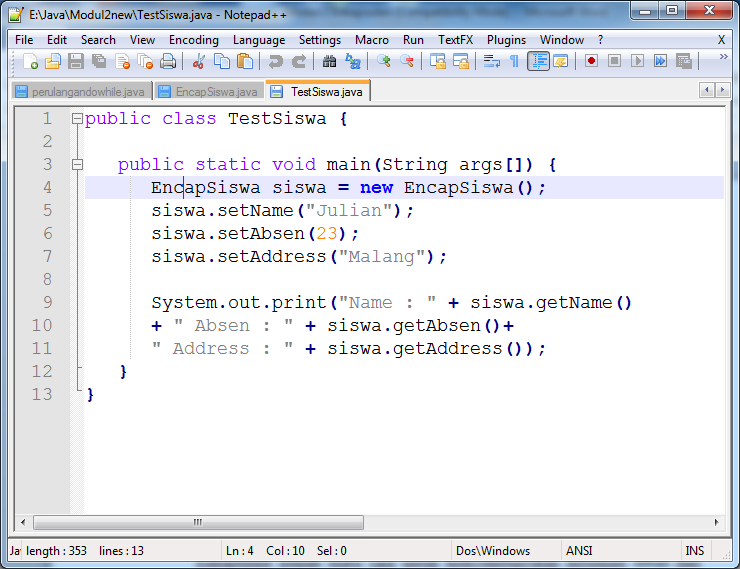 E:\Java\Modul2new\TestSiswa.java - Notepad++
File Edit Search View Encoding Language Settings Macro Run TextFX Plugins Window ? X
perulangandowhile.java EncapSiswa.java TestSiswa.java
1 public class TestSiswa {
2
3 public static void main(String args[]) {
4 EncapSiswa siswa = new EncapSiswa();
5 siswa.setName("Julian");
6 siswa.setAbsen(23);
7 siswa.setAddress("Malang");
8
9 System.out.print("Name : " + siswa.getName()
10 + " Absen : " + siswa.getAbsen()+
11 " Address : " + siswa.getAddress());
12 }
13 }
Ja length : 353 lines : 13 Ln : 4 Col : 10 Sel : 0 Dos\Windows ANSI INS